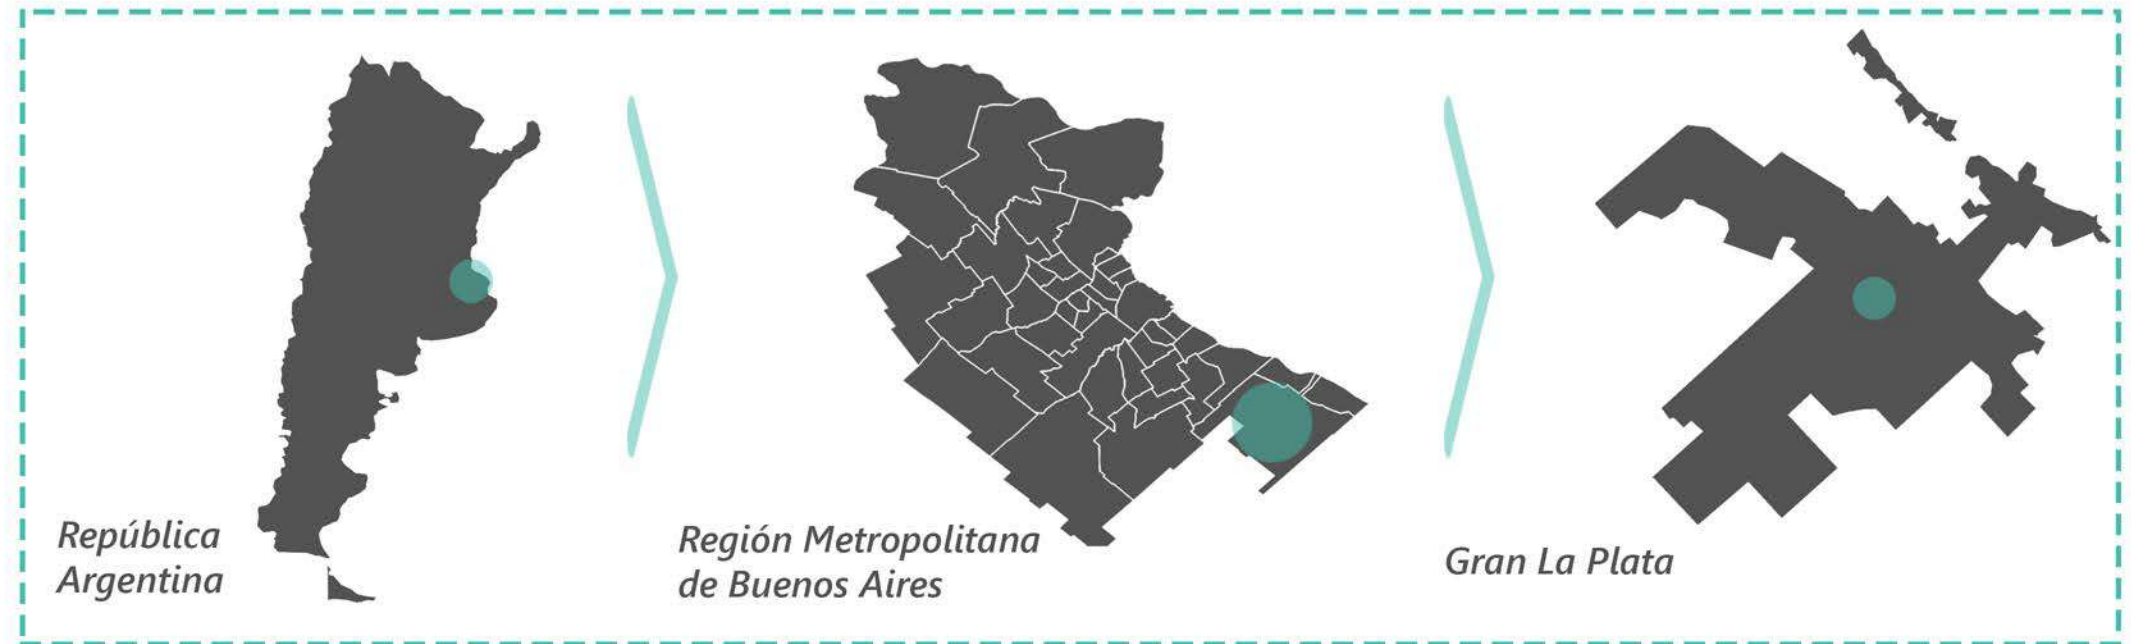 República
Argentina
Región Metropolitana
de Buenos Aires
Gran La Plata